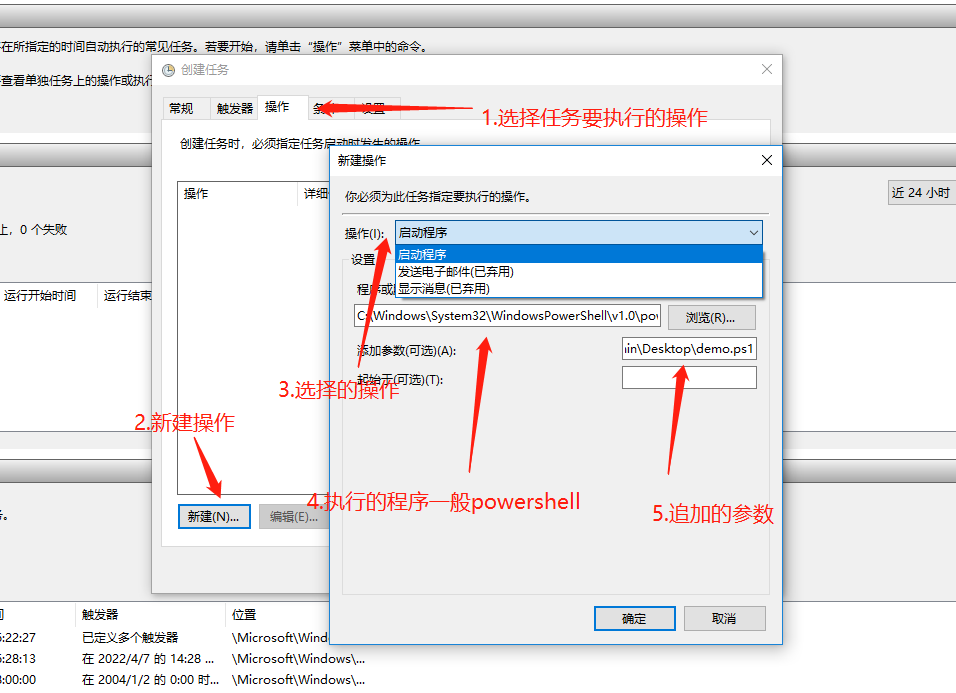 在所指定的时间自动执行的常见任务。若要开始，请单击“操作”菜单中的命令。
查看单独任务上的操作或执行
创建任务
常规 触发器 操作 设置
1.选择任务要执行的操作
创建任务时，必须指定任务启动时发生的操作
新建操作
操作 详细
你必须为此任务指定要执行的操作。
近 24 小时
操作(I): 启动程序
上，0 个失败
启动程序
设置
发送电子邮件(已弃用)
显示消息(已弃用)
运行开始时间 运行结束
C:\Windows\System32\WindowsPowerShell\v1.0\po
浏览(R)...
添加参数(可选)(A): in\Desktop\demo.ps1
起始于(可选)(T):
3.选择的操作
2.新建操作
4.执行的程序一般powershell
5.追加的参数
新建(N)... 编辑(E)...
确定 取消
触发器 位置
:22:27 已定义多个触发器 \Microsoft\Wind
:28:13 在 2022/4/7 的 14:28 ... \Microsoft\Windows\...
:00:00 在 2004/1/2 的 0:00 时... \Microsoft\Windows\...